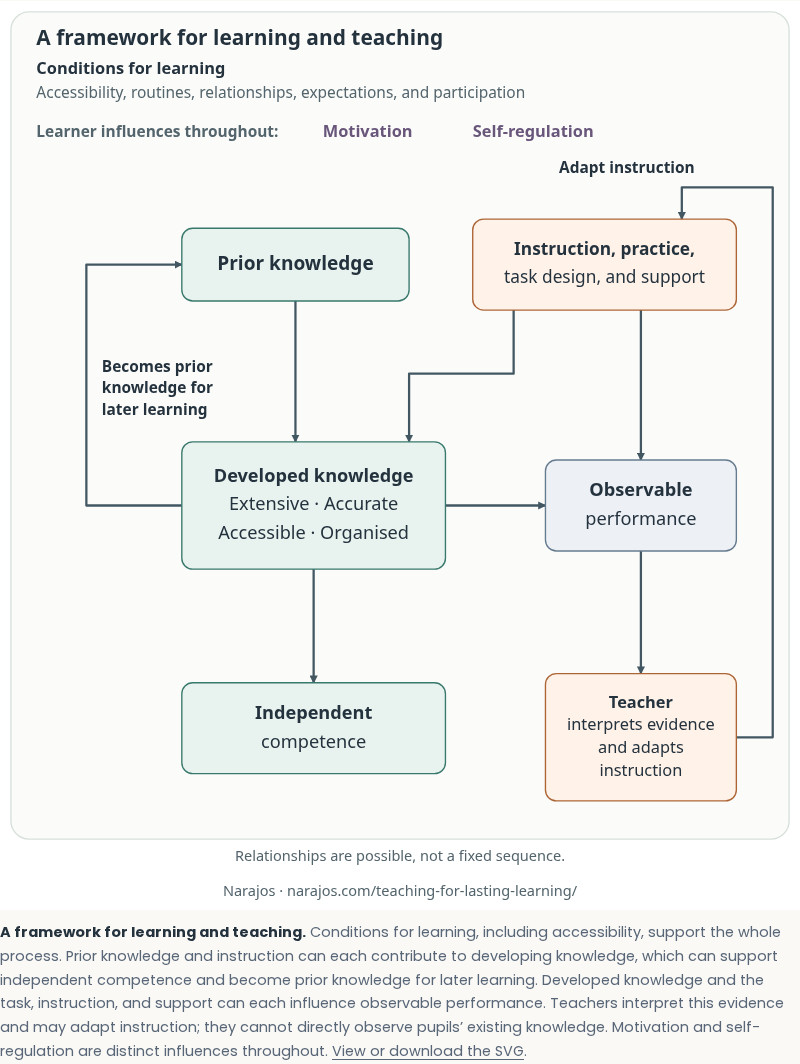 A framework for learning and teaching
Conditions for learning
Accessibility, routines, relationships, expectations, and participation
Learner influences throughout: Motivation Self-regulation
Adapt instruction
Prior knowledge
Instruction, practice,
task design, and support
Becomes prior
knowledge for
later learning
Developed knowledge
Extensive · Accurate
Accessible · Organised
Observable
performance
Independent
competence
Teacher
interprets evidence
and adapts
instruction
Relationships are possible, not a fixed sequence.
Narajos · narajos.com/teaching-for-lasting-learning/
A framework for learning and teaching. Conditions for learning, including accessibility, support the whole
process. Prior knowledge and instruction can each contribute to developing knowledge, which can support
independent competence and become prior knowledge for later learning. Developed knowledge and the
task, instruction, and support can each influence observable performance. Teachers interpret this evidence
and may adapt instruction; they cannot directly observe pupils’ existing knowledge. Motivation and self-
regulation are distinct influences throughout. View or download the SVG.